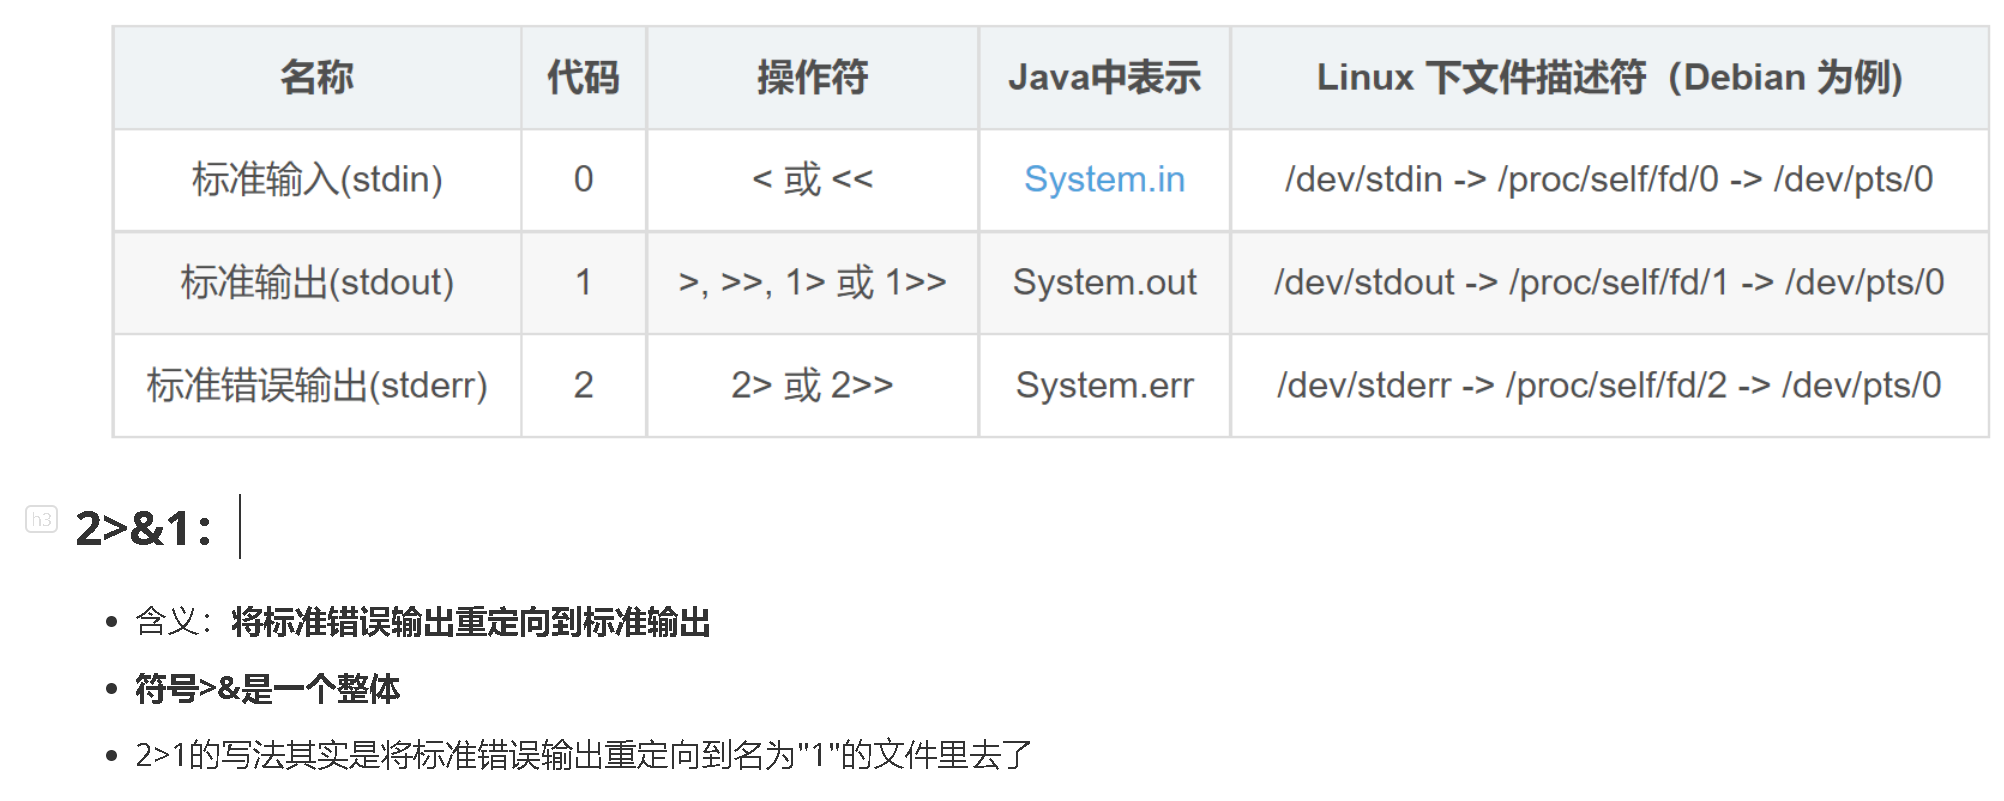 名称 代码 操作符 Java中表示 Linux 下文件描述符（Debian 为例)
标准输入(stdin) 0 < 或 << System.in /dev/stdin -> /proc/self/fd/0 -> /dev/pts/0
标准输出(stdout) 1 >, >>, 1> 或 1>> System.out /dev/stdout -> /proc/self/fd/1 -> /dev/pts/0
标准错误输出(stderr) 2 2> 或 2>> System.err /dev/stderr -> /proc/self/fd/2 -> /dev/pts/0
h3 2>&1：
• 含义：将标准错误输出重定向到标准输出
• 符号>&是一个整体
• 2>1的写法其实是将标准错误输出重定向到名为"1"的文件里去了